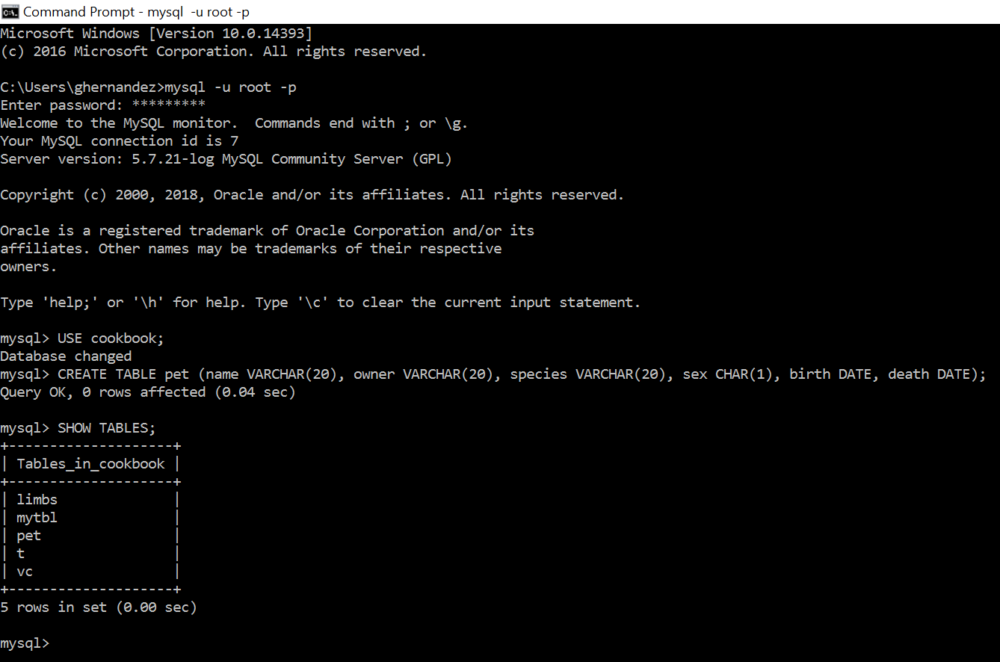 Command Prompt - mysql  -u root -p
Microsoft Windows [Version 10.0.14393]
(c) 2016 Microsoft Corporation. All rights reserved.
C:\Users\ghernandez>mysql -u root -p
Enter password: *********
Welcome to the MySQL monitor.  Commands end with ; or \g.
Your MySQL connection id is 7
Server version: 5.7.21-log MySQL Community Server (GPL)
Copyright (c) 2000, 2018, Oracle and/or its affiliates. All rights reserved.
Oracle is a registered trademark of Oracle Corporation and/or its
affiliates. Other names may be trademarks of their respective
owners.
Type 'help;' or '\h' for help. Type '\c' to clear the current input statement.
mysql> USE cookbook;
Database changed
mysql> CREATE TABLE pet (name VARCHAR(20), owner VARCHAR(20), species VARCHAR(20), sex CHAR(1), birth DATE, death DATE);
Query OK, 0 rows affected (0.04 sec)
mysql> SHOW TABLES;
+--------------------+
| Tables_in_cookbook |
+--------------------+
| limbs              |
| mytbl              |
| pet                |
| t                  |
| vc                 |
+--------------------+
5 rows in set (0.00 sec)
mysql>